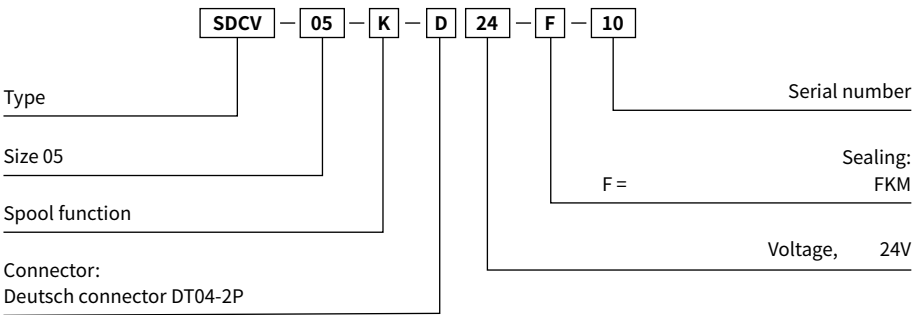 SDCV – 05 – K – D 24 – F – 10
Type
Serial number
Size 05
Sealing:
F = FKM
Spool function
Voltage, 24V
Connector:
Deutsch connector DT04-2P